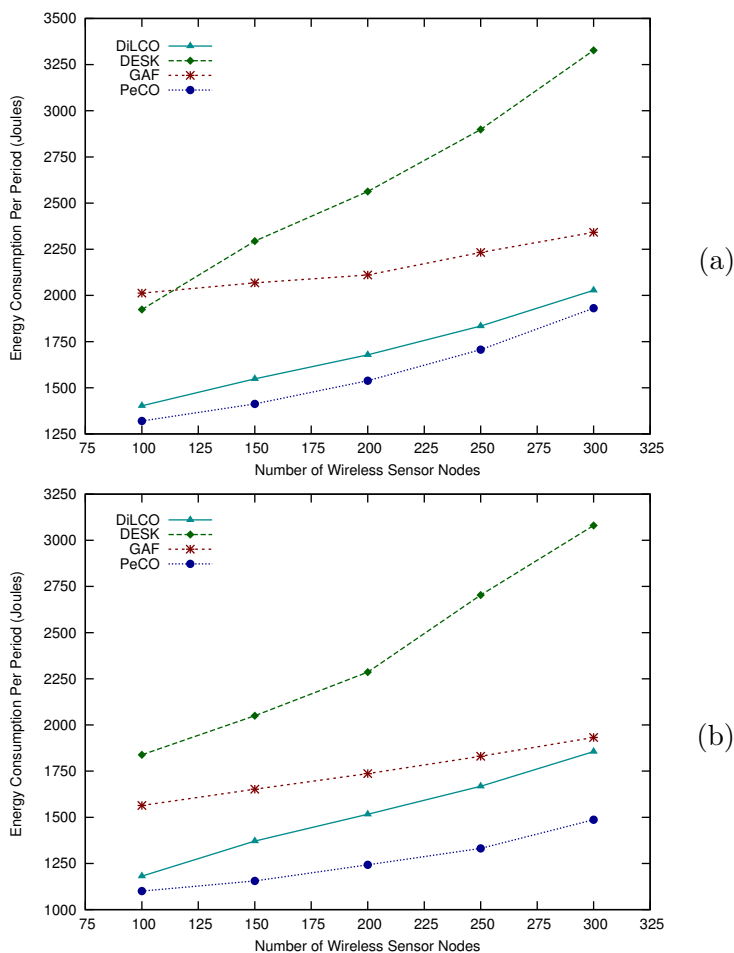 3500
3250
3000
2750
2500
2250
2000
1750
1500
1250
Energy Consumption Per Period (Joules)
DiLCO
DESK
GAF
PeCO
75 100 125 150 175 200 225 250 275 300 325
Number of Wireless Sensor Nodes
(a)
3250
3000
2750
2500
2250
2000
1750
1500
1250
1000
Energy Consumption Per Period (Joules)
DiLCO
DESK
GAF
PeCO
75 100 125 150 175 200 225 250 275 300 325
Number of Wireless Sensor Nodes
(b)